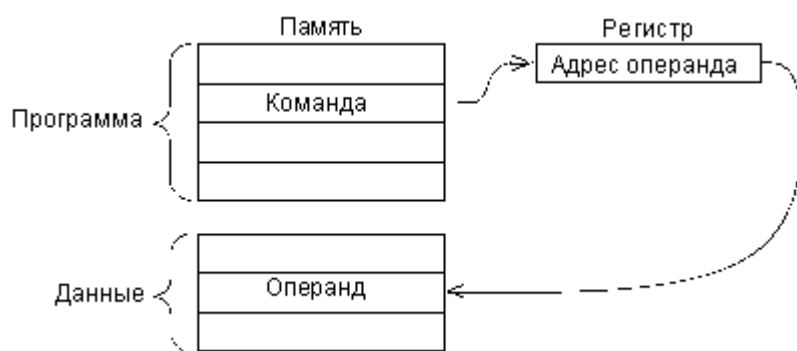 Память
Регистр
Адрес операнда
Команда
Программа
Операнд
Данные